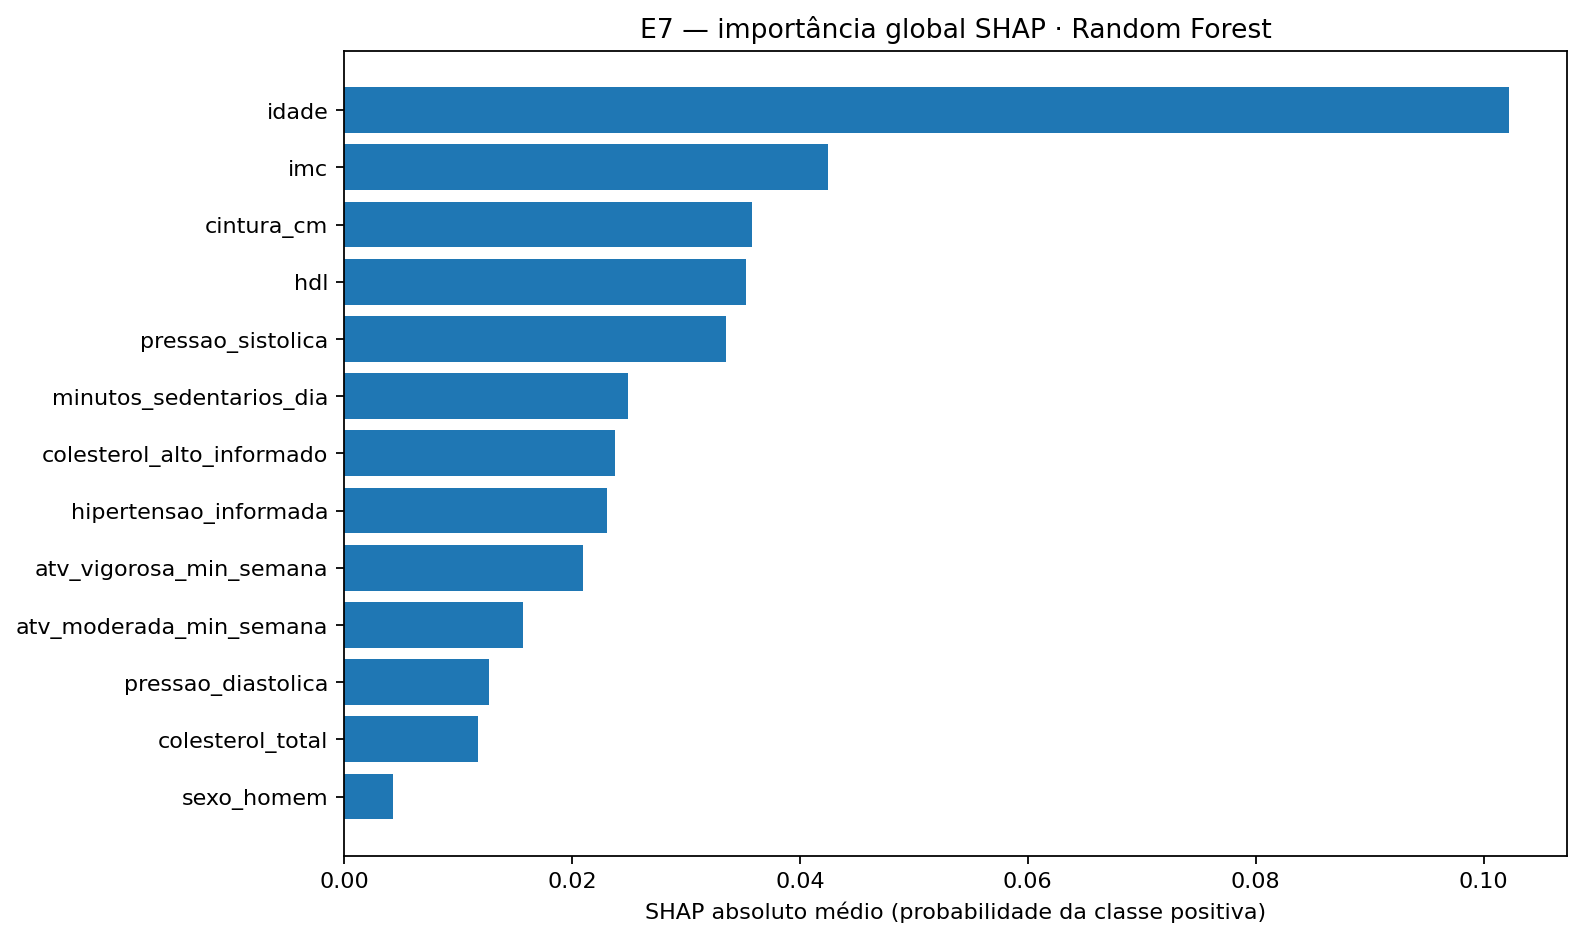 E7 — importância global SHAP · Random Forest
idade
imc
cintura_cm
hdl
pressao_sistolica
minutos_sedentarios_dia
colesterol_alto_informado
hipertensao_informada
atv_vigorosa_min_semana
atv_moderada_min_semana
pressao_diastolica
colesterol_total
sexo_homem
0.00 0.02 0.04 0.06 0.08 0.10
SHAP absoluto médio (probabilidade da classe positiva)